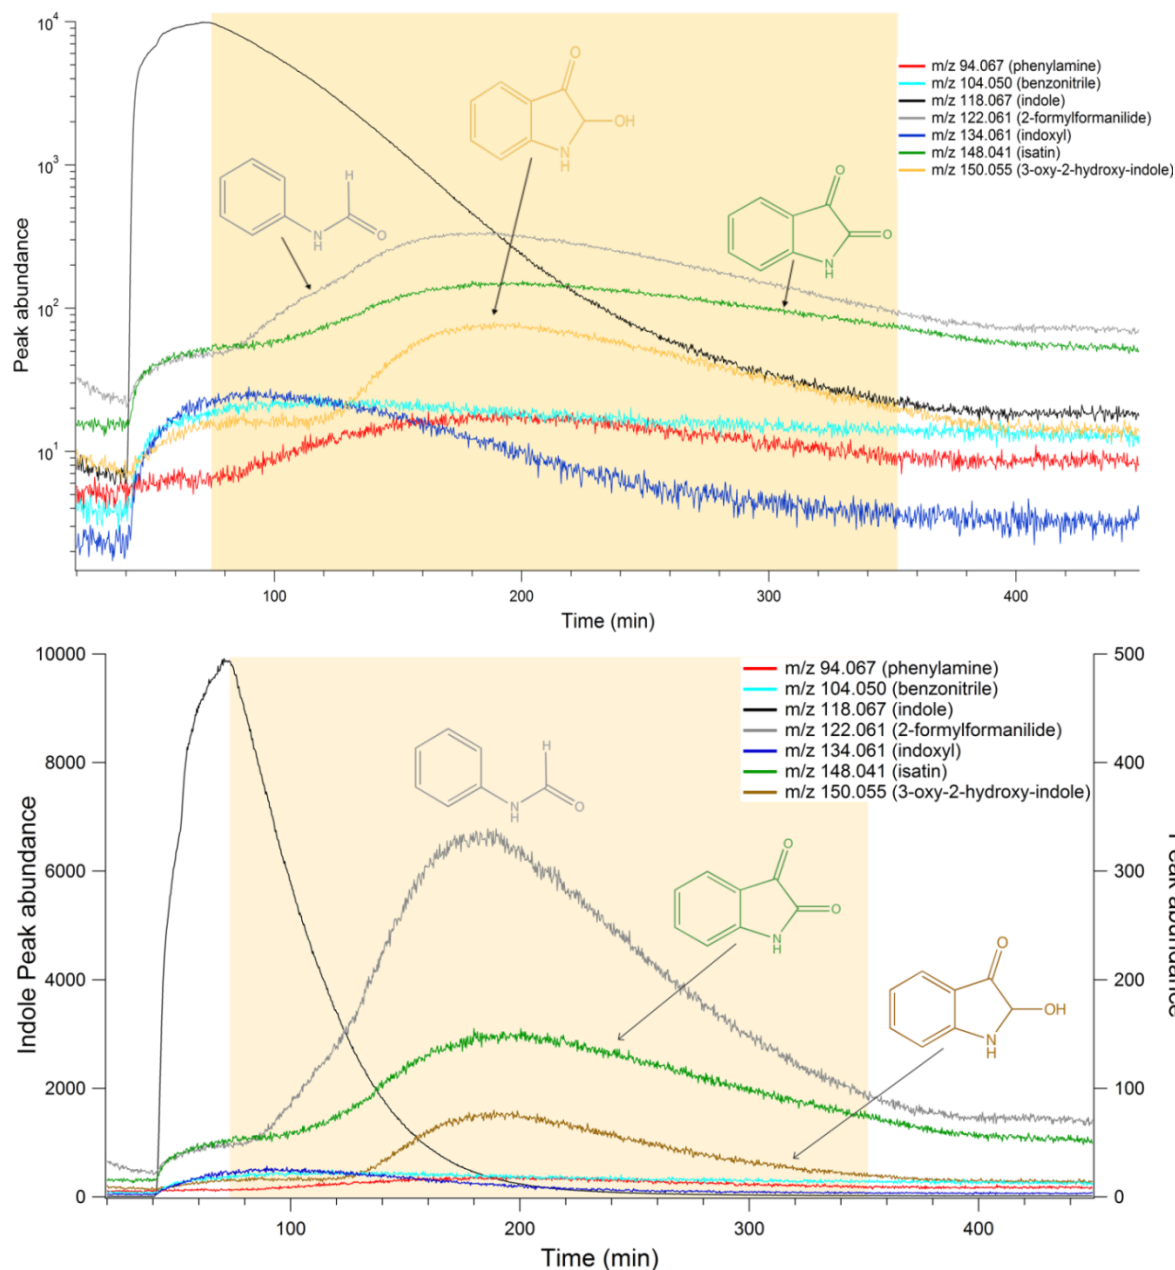 10⁴
10³
10²
10¹
Peak abundance
m/z 94.067 (phenylamine)
m/z 104.050 (benzonitrile)
m/z 118.067 (indole)
m/z 122.061 (2-formylformanilide)
m/z 134.061 (indoxyl)
m/z 148.041 (isatin)
m/z 150.055 (3-oxy-2-hydroxy-indole)
O
OH
N
H
H
N
H
O
O
O
N
H
100 200 300 400
Time (min)
10000
8000
6000
4000
2000
0
Indole Peak abundance
m/z 94.067 (phenylamine)
m/z 104.050 (benzonitrile)
m/z 118.067 (indole)
m/z 122.061 (2-formylformanilide)
m/z 134.061 (indoxyl)
m/z 148.041 (isatin)
m/z 150.055 (3-oxy-2-hydroxy-indole)
H
N
H
O
O
O
N
H
O
OH
N
H
500
400
300
200
100
0
Peak abundance
100 200 300 400
Time (min)